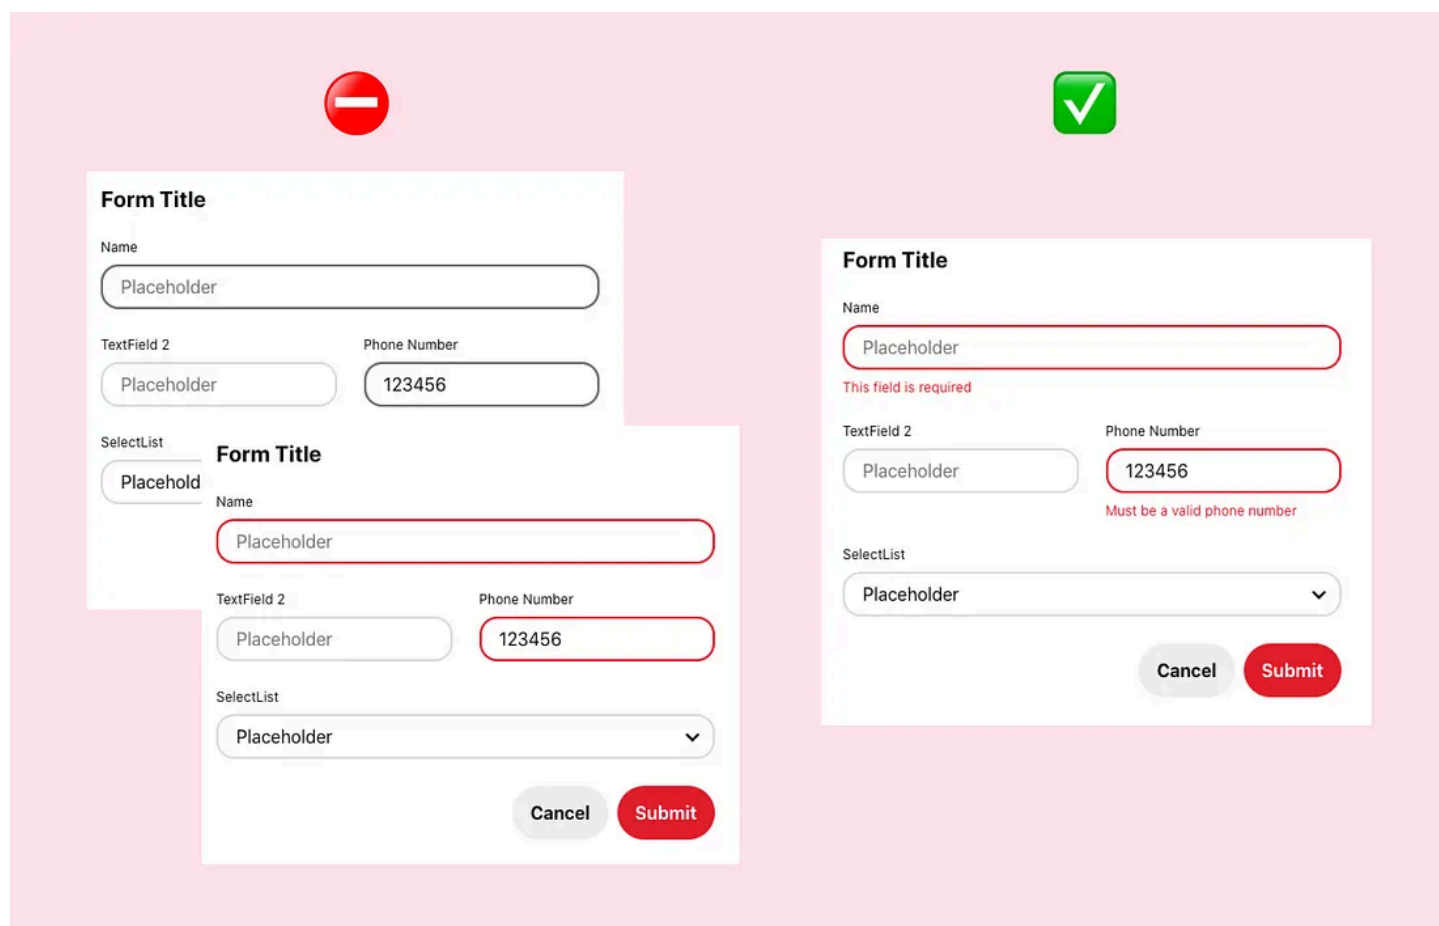 Form Title
Name
Placeholder
TextField 2 Phone Number
Placeholder 123456
SelectList
Placehold
Form Title
Name
Placeholder
TextField 2 Phone Number
Placeholder 123456
SelectList
Placeholder
Cancel Submit
Form Title
Name
Placeholder
This field is required
TextField 2 Phone Number
Placeholder 123456
Must be a valid phone number
SelectList
Placeholder
Cancel Submit